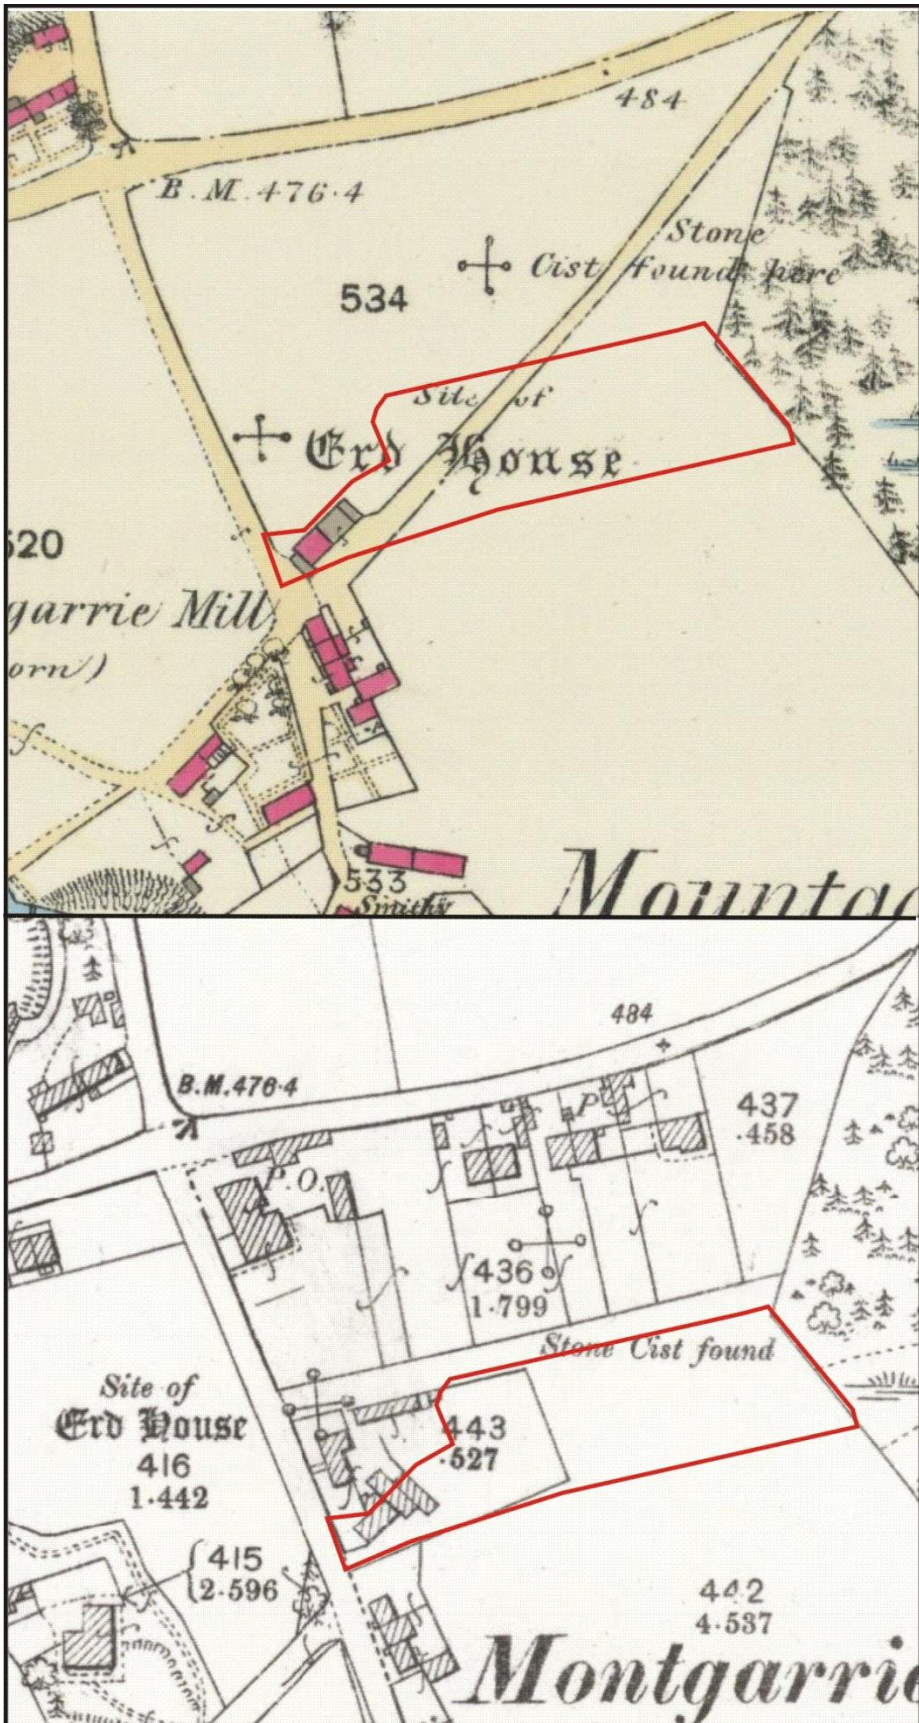 484
B.M. 476·4
Stone
Cist found here
534
Site of
Erd House
520
garrie Mill
orn)
533
Smithy
Mountga
484
B.M.476·4
437
·458
P
P.O.
436
1·799
Stone Cist found
Site of
Erd House
416
1·442
443
·527
415
2·596
442
4·537
Montgarrie